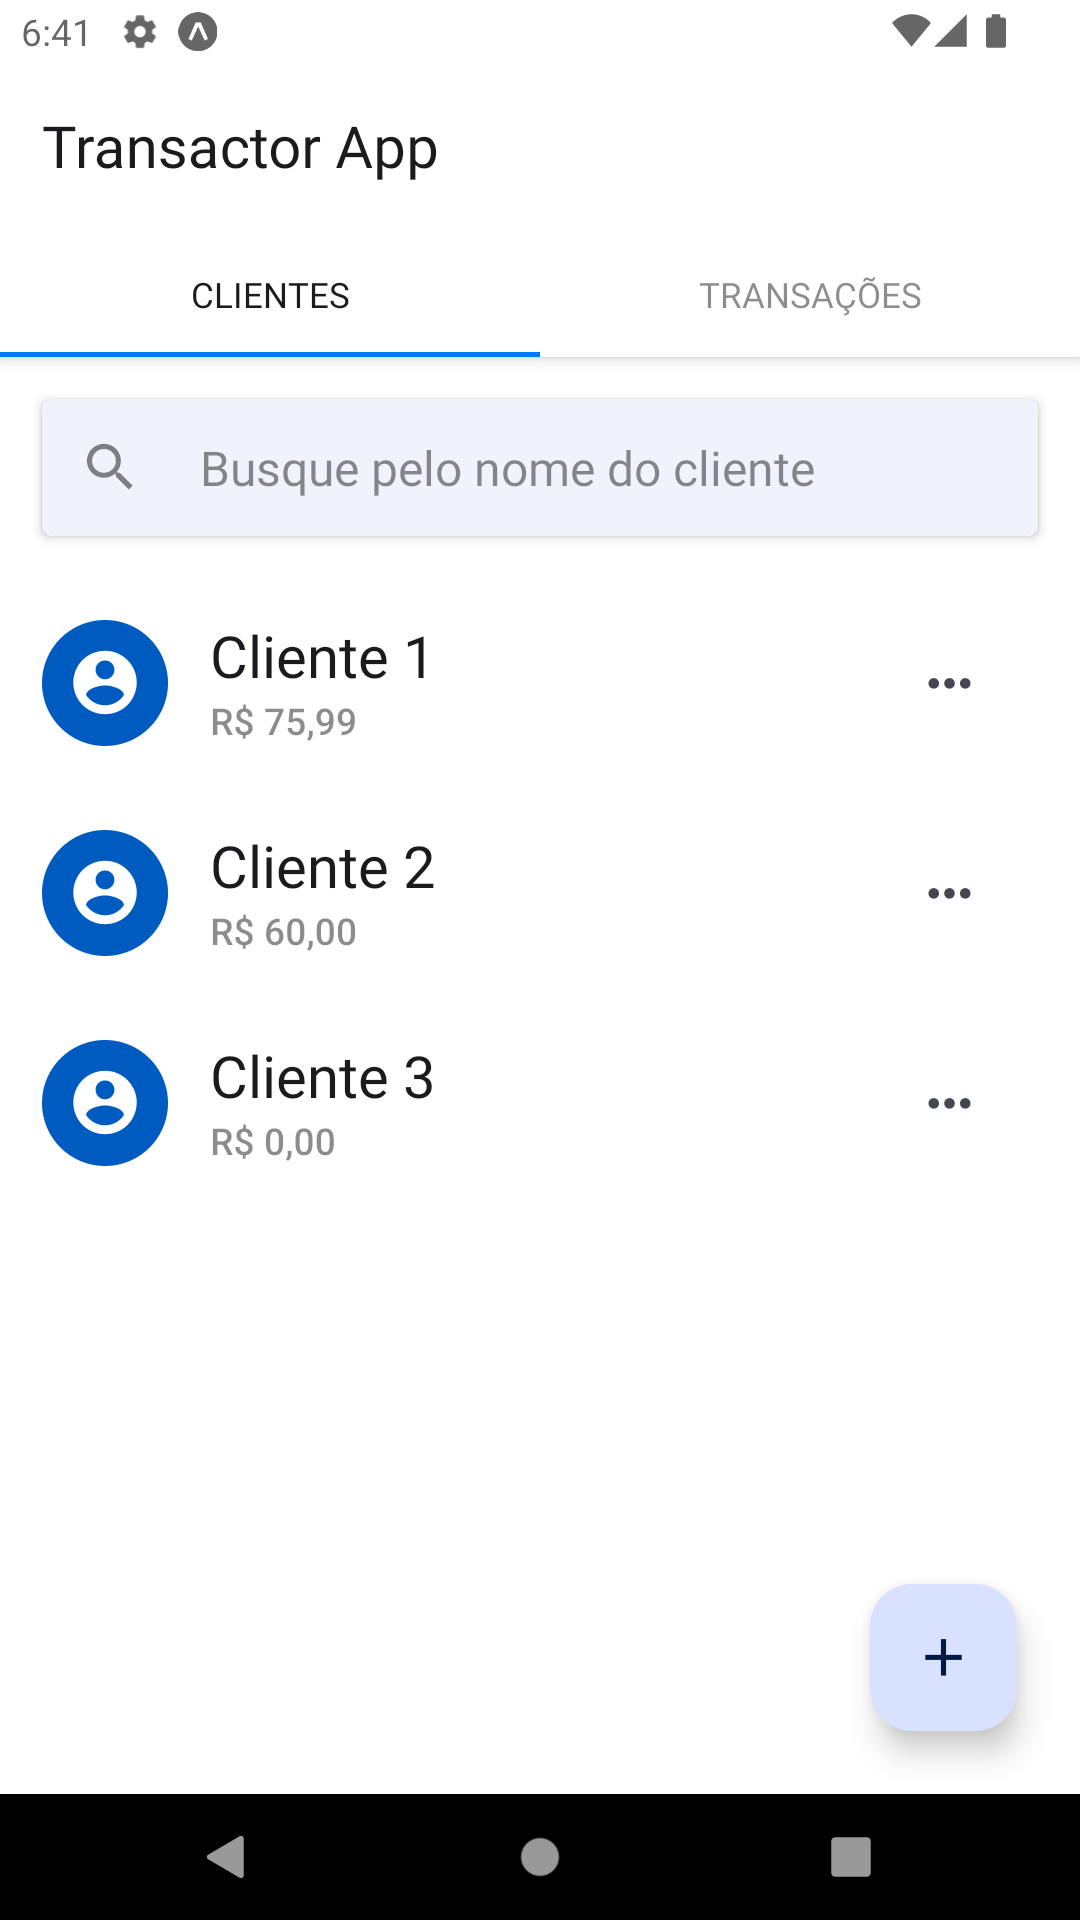 6:41
Transactor App
CLIENTES
TRANSAÇÕES
Busque pelo nome do cliente
Cliente 1
R$ 75,99
Cliente 2
R$ 60,00
Cliente 3
R$ 0,00